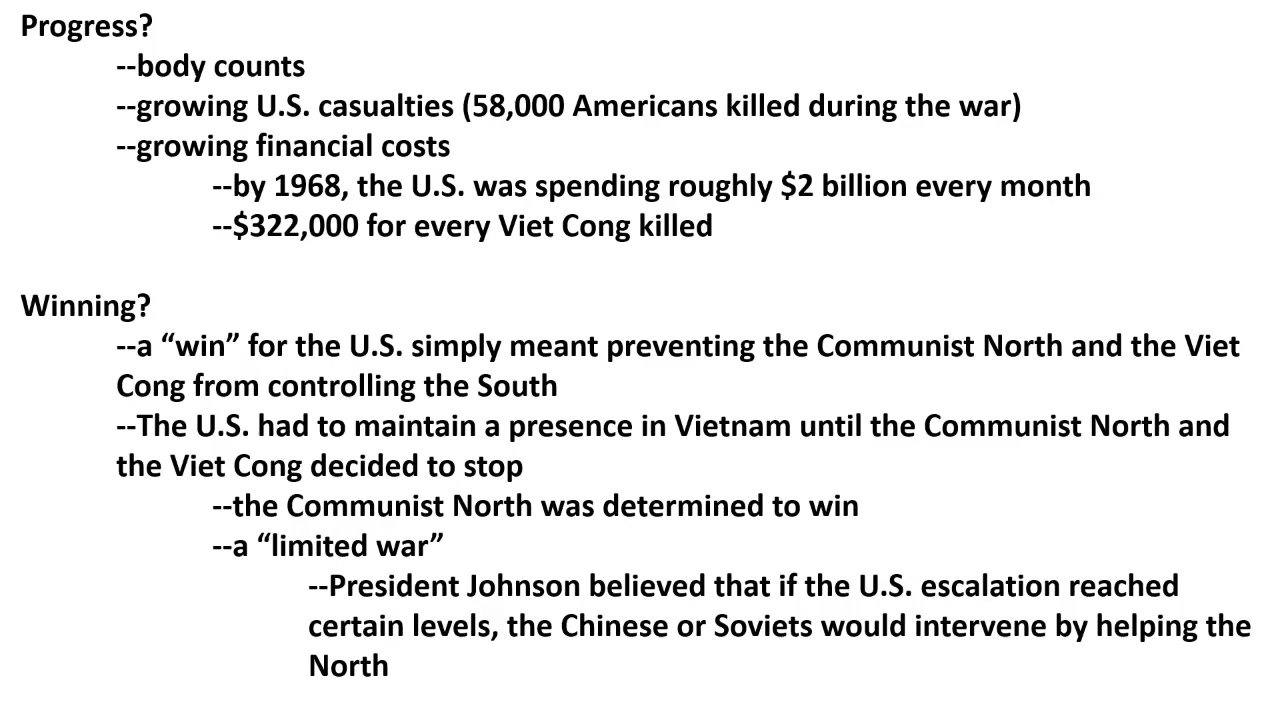 Progress?
--body counts
--growing U.S. casualties (58,000 Americans killed during the war)
--growing financial costs
--by 1968, the U.S. was spending roughly $2 billion every month
--$322,000 for every Viet Cong killed
Winning?
--a “win” for the U.S. simply meant preventing the Communist North and the Viet
Cong from controlling the South
--The U.S. had to maintain a presence in Vietnam until the Communist North and
the Viet Cong decided to stop
--the Communist North was determined to win
--a “limited war”
--President Johnson believed that if the U.S. escalation reached
certain levels, the Chinese or Soviets would intervene by helping the
North